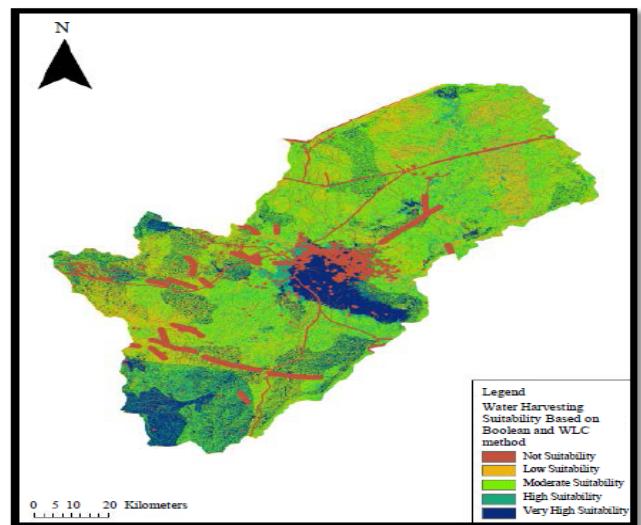 N
Legend
Water Harvesting
Suitability Based on
Boolean and WLC
method
Not Suitability
Low Suitability
Moderate Suitability
High Suitability
Very High Suitability
0 5 10 20 Kilometers